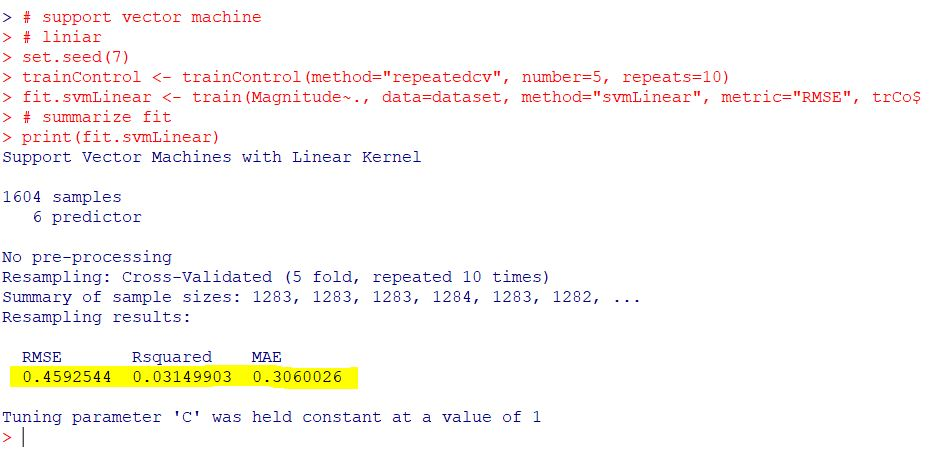 > # support vector machine
> # liniar
> set.seed(7)
> trainControl <- trainControl(method="repeatedcv", number=5, repeats=10)
> fit.svmLinear <- train(Magnitude~., data=dataset, method="svmLinear", metric="RMSE", trCo$
> # summarize fit
> print(fit.svmLinear)
Support Vector Machines with Linear Kernel
1604 samples
6 predictor
No pre-processing
Resampling: Cross-Validated (5 fold, repeated 10 times)
Summary of sample sizes: 1283, 1283, 1283, 1284, 1283, 1282, ...
Resampling results:
RMSE Rsquared MAE
0.4592544 0.03149903 0.3060026
Tuning parameter 'C' was held constant at a value of 1
>